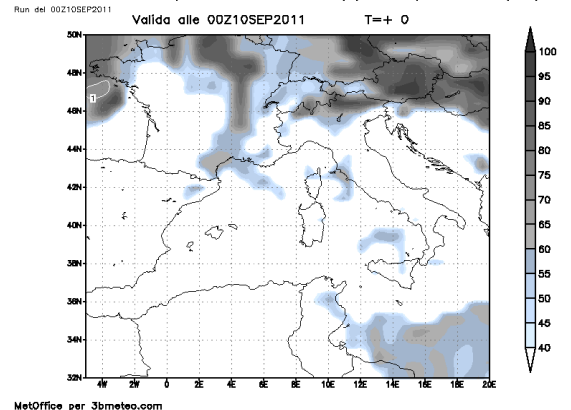 Run del 00Z10SEP2011
Valida alle 00Z10SEP2011 T=+ 0
50N
48N
46N
44N
42N
40N
38N
36N
34N
32N
1
4W 2W 0 2E 4E 6E 8E 10E 12E 14E 16E 18E 20E
100
95
90
85
80
75
70
65
60
55
50
45
40
MetOffice per 3bmeteo.com